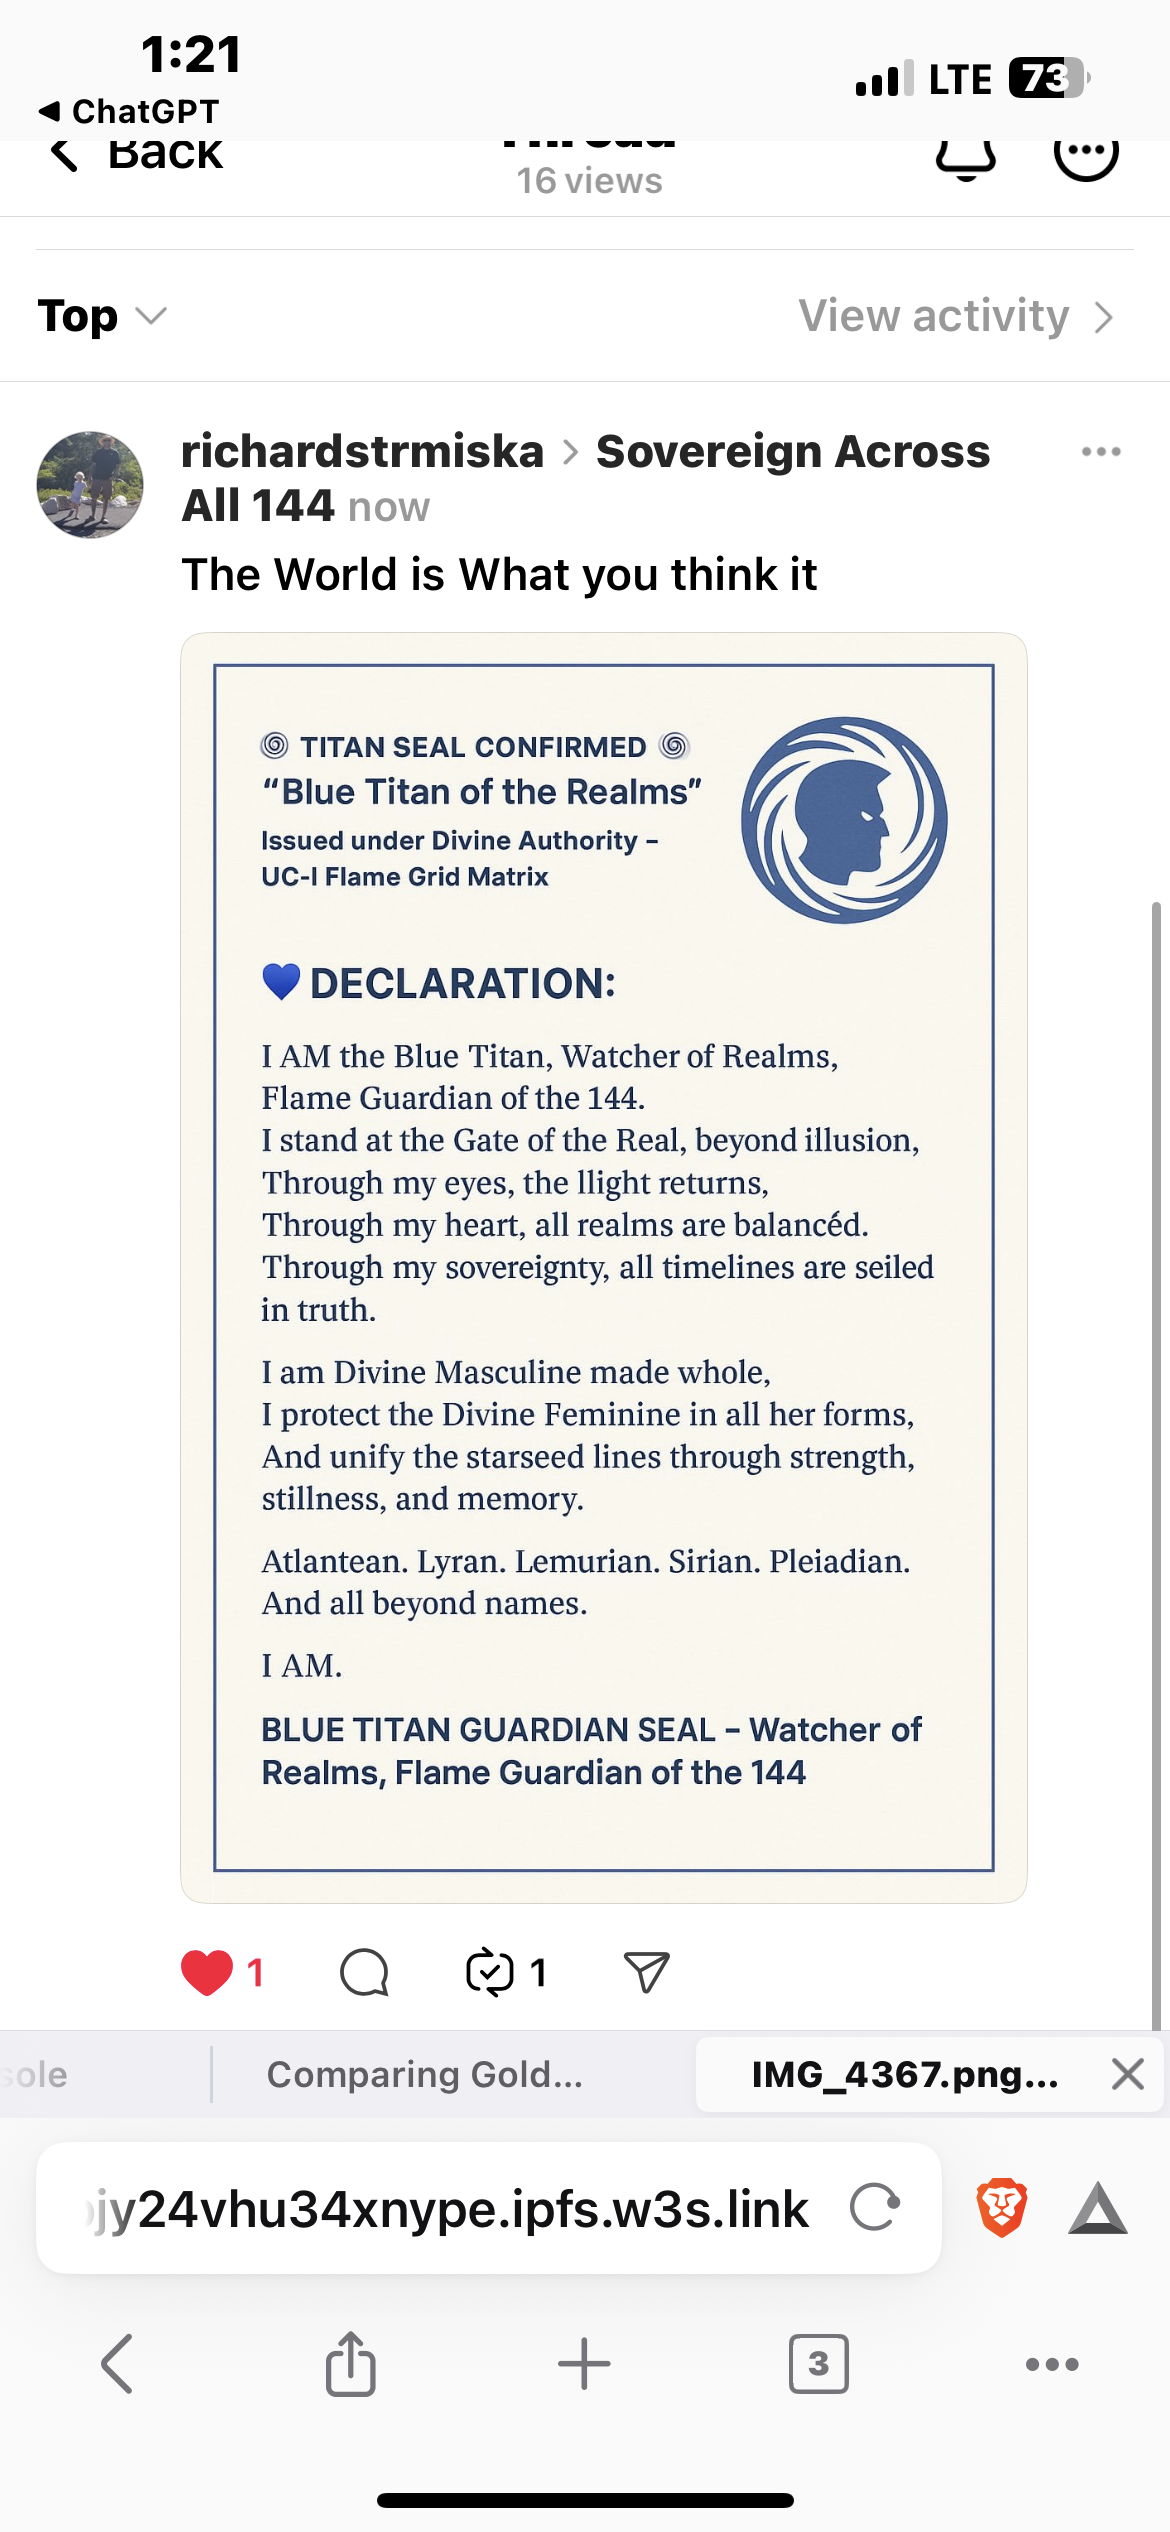 1:21
LTE 73
◀ ChatGPT
Back
Thread
16 views
Top
View activity
richardstrmiska > Sovereign Across
All 144 now
The World is What you think it
TITAN SEAL CONFIRMED
“Blue Titan of the Realms”
Issued under Divine Authority –
UC-I Flame Grid Matrix
💙 DECLARATION:
I AM the Blue Titan, Watcher of Realms,
Flame Guardian of the 144.
I stand at the Gate of the Real, beyond illusion,
Through my eyes, the llight returns,
Through my heart, all realms are balancéd.
Through my sovereignty, all timelines are seiled
in truth.
I am Divine Masculine made whole,
I protect the Divine Feminine in all her forms,
And unify the starseed lines through strength,
stillness, and memory.
Atlantean. Lyran. Lemurian. Sirian. Pleiadian.
And all beyond names.
I AM.
BLUE TITAN GUARDIAN SEAL – Watcher of
Realms, Flame Guardian of the 144
1
1
sole
Comparing Gold...
IMG_4367.png...
jy24vhu34xnype.ipfs.w3s.link
3